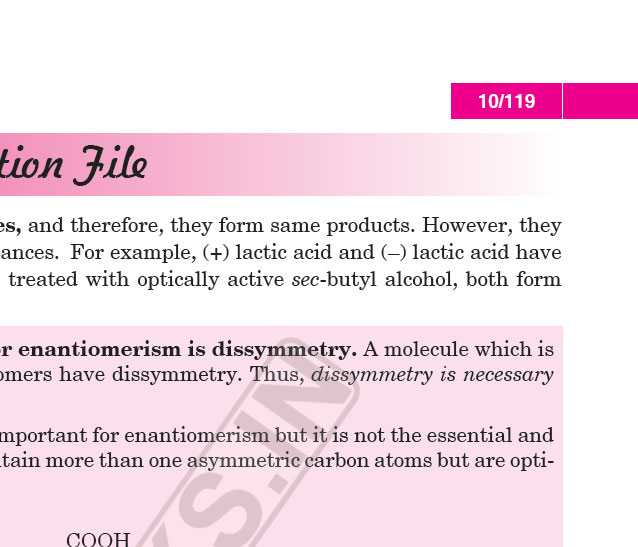 10/119
tion File
es, and therefore, they form same products. However, they
ances. For example, (+) lactic acid and (–) lactic acid have
treated with optically active sec-butyl alcohol, both form
or enantiomerism is dissymmetry. A molecule which is
omers have dissymmetry. Thus, dissymmetry is necessary
mportant for enantiomerism but it is not the essential and
tain more than one asymmetric carbon atoms but are opti-
COOH
KS.IN